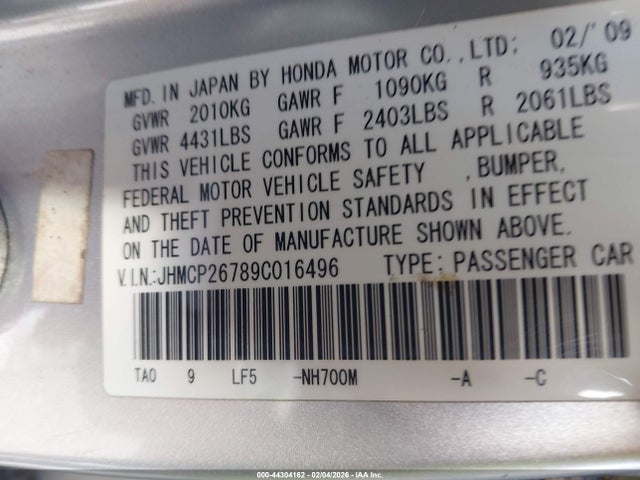 MFD. IN JAPAN BY HONDA MOTOR CO., LTD; 02/'09
GVWR 2010KG GAWR F 1090KG R 935KG
GVWR 4431LBS GAWR F 2403LBS R 2061LBS
THIS VEHICLE CONFORMS TO ALL APPLICABLE
FEDERAL MOTOR VEHICLE SAFETY ,BUMPER,
AND THEFT PREVENTION STANDARDS IN EFFECT
ON THE DATE OF MANUFACTURE SHOWN ABOVE.
V.I.N.:JHMCP26789C016496 TYPE: PASSENGER CAR
TA0 9 LF5 -NH700M -A -C
000-44304162 - 02/04/2026 - IAA Inc.